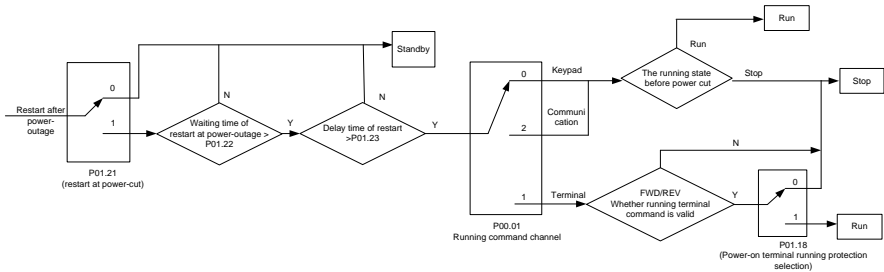 Restart after
power-
outage
0
1
P01.21
(restart at power-cut)
Waiting time of
restart at power-outage >
P01.22
N
Y
Delay time of restart
>P01.23
N
Y
Standby
0
2
1
P00.01
Running command channel
Keypad
Communi
cation
Terminal
The running state
before power cut
Run
Run
Stop
Stop
FWD/REV
Whether running terminal
command is valid
N
Y
0
1
P01.18
(Power-on terminal running protection
selection)
Run